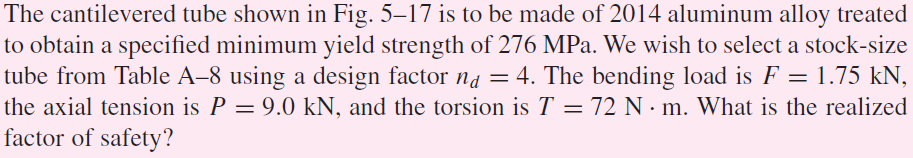 The cantilevered tube shown in Fig. 5–17 is to be made of 2014 aluminum alloy treated
to obtain a specified minimum yield strength of 276 MPa. We wish to select a stock-size
tube from Table A–8 using a design factor n_d = 4. The bending load is F = 1.75 kN,
the axial tension is P = 9.0 kN, and the torsion is T = 72 N · m. What is the realized
factor of safety?